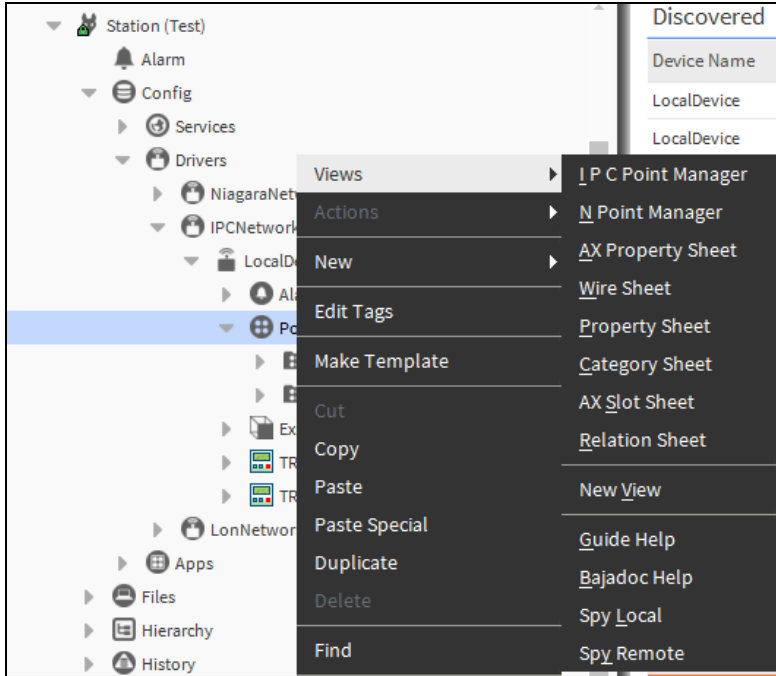 Station (Test)
Alarm
Config
Services
Drivers
NiagaraNet
IPCNetwork
LocalD
Al
Po
Ex
TR
TR
LonNetwor
Apps
Files
Hierarchy
History
Views
Actions
New
Edit Tags
Make Template
Cut
Copy
Paste
Paste Special
Duplicate
Delete
Find
I P C Point Manager
N Point Manager
AX Property Sheet
Wire Sheet
Property Sheet
Category Sheet
AX Slot Sheet
Relation Sheet
New View
Guide Help
Bajadoc Help
Spy Local
Spy Remote
Discovered
Device Name
LocalDevice
LocalDevice